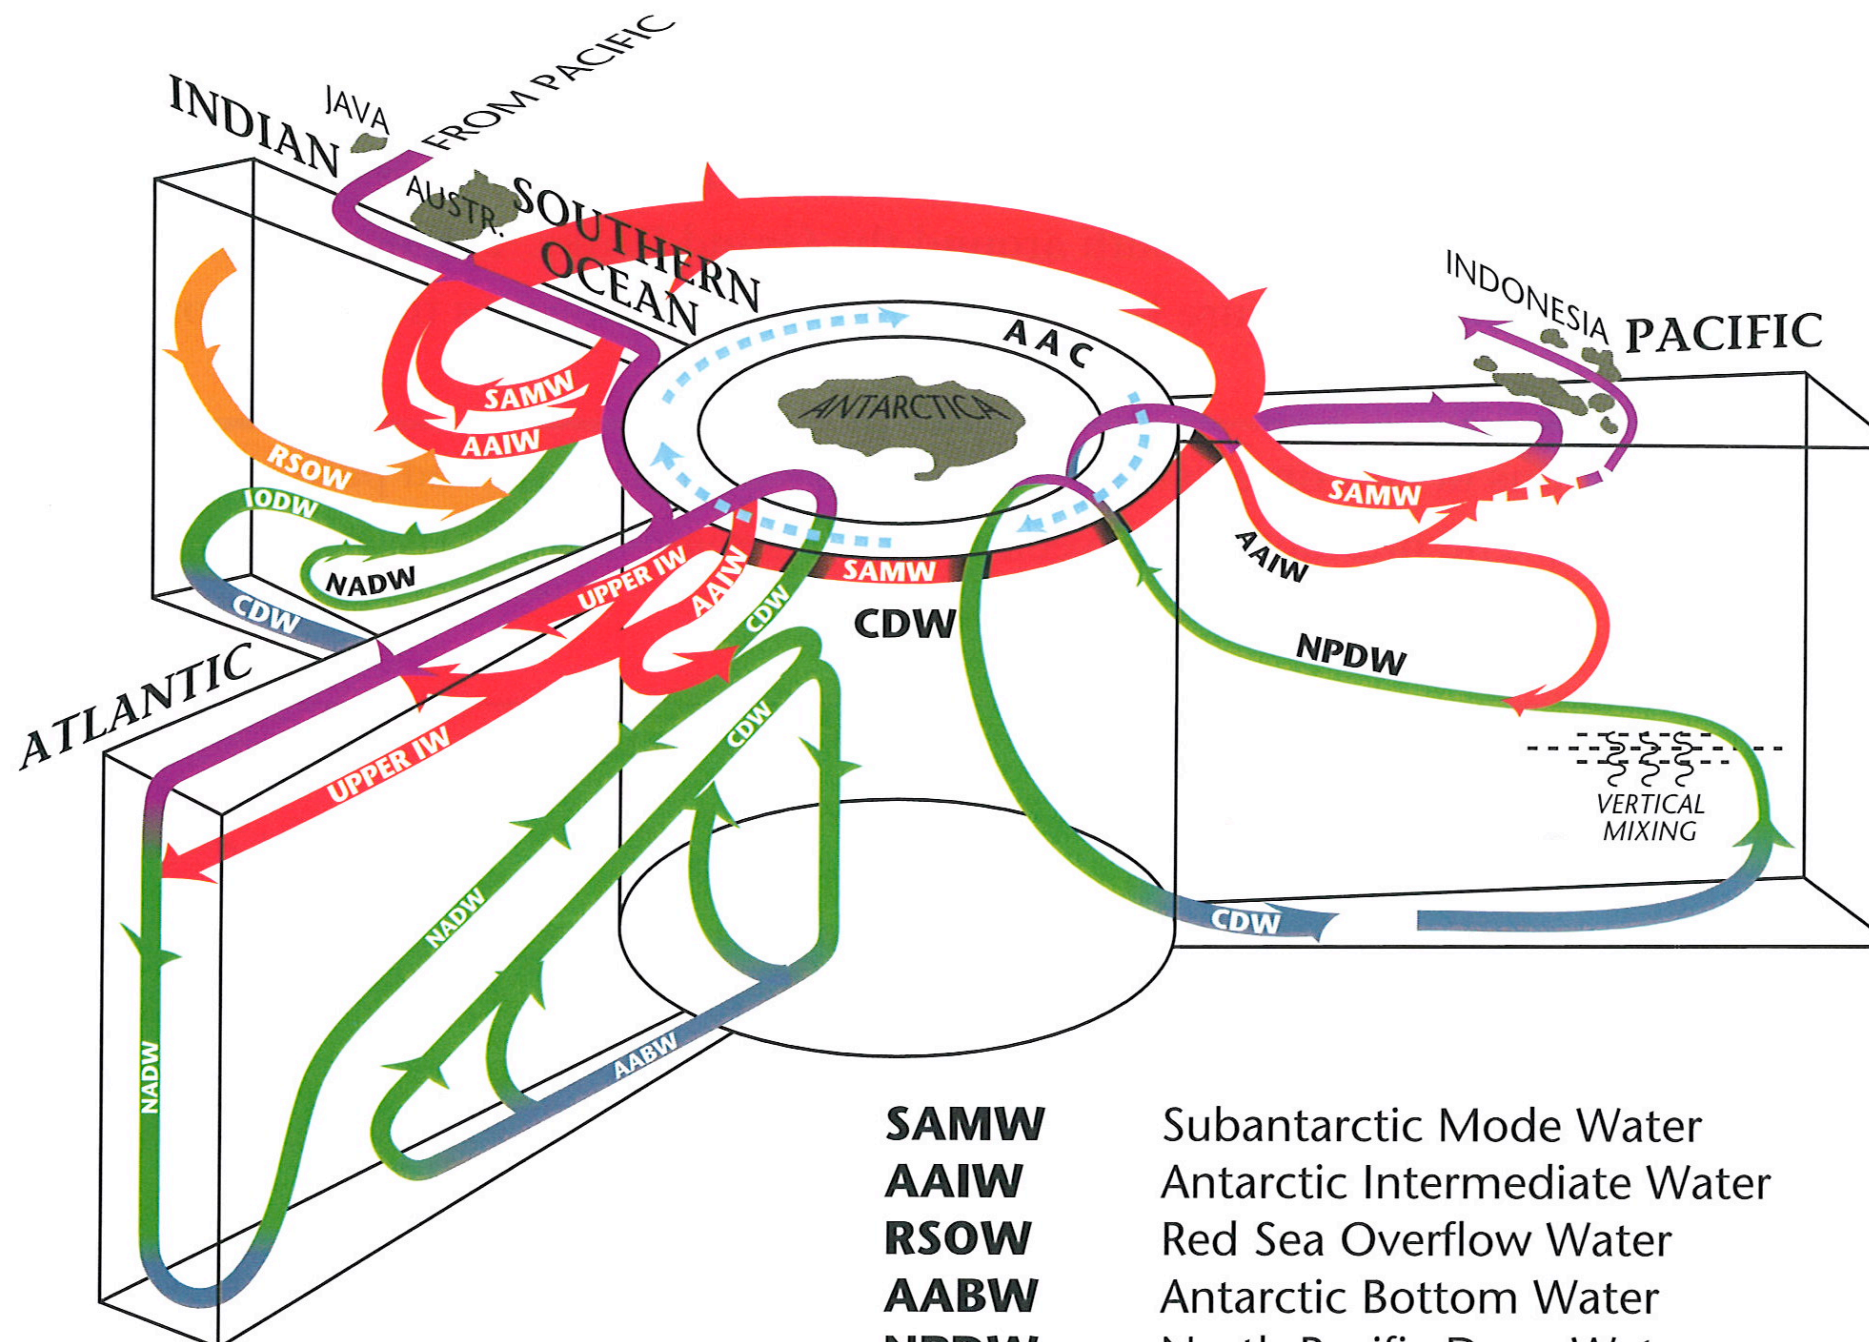 FROM PACIFIC
JAVA
INDIAN
AUSTR.
SOUTHERN
OCEAN
INDONESIA
PACIFIC
AAC
ANTARCTICA
SAMW
AAIW
RSOW
IODW
NADW
CDW
UPPER IW
AAIW
CDW
SAMW
CDW
SAMW
AAIW
NPDW
ATLANTIC
UPPER IW
CDW
VERTICAL
MIXING
NADW
CDW
AABW
NADW
SAMW Subantarctic Mode Water
AAIW Antarctic Intermediate Water
RSOW Red Sea Overflow Water
AABW Antarctic Bottom Water